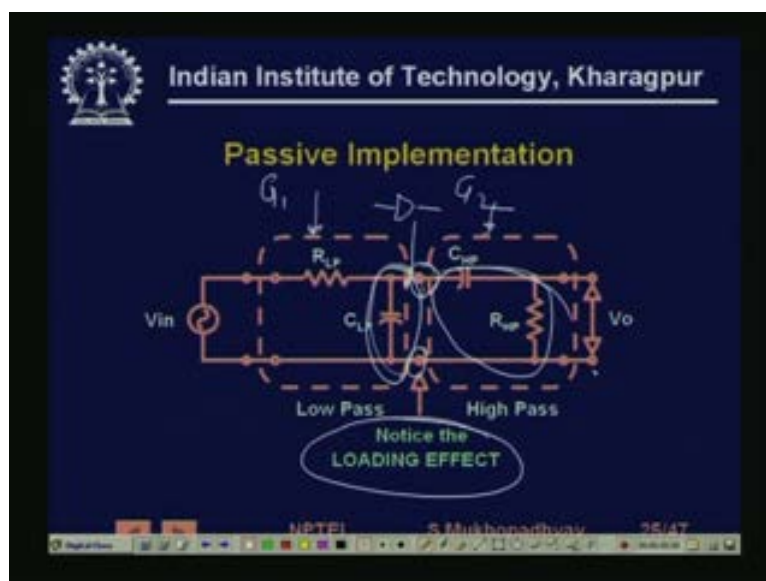 Indian Institute of Technology, Kharagpur
Passive Implementation
G1 G2
RLP CHP
Vin CLP RHP Vo
Low Pass High Pass
Notice the
LOADING EFFECT
NPTEL S.Mukhopadhyay 25/47